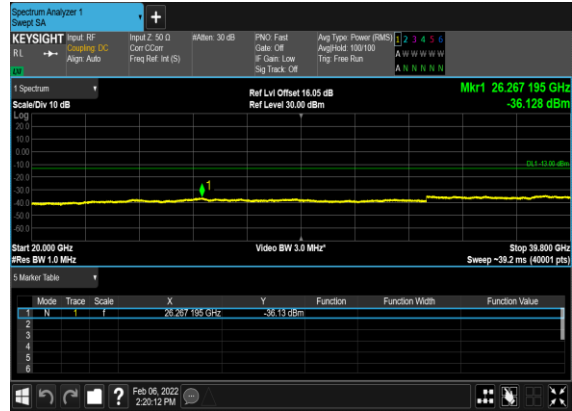 Spectrum Analyzer 1
Swept SA
KEYSIGHT Input: RF Input Z: 50 Ω #Atten: 30 dB PNO: Fast Avg Type: Power (RMS) 1 2 3 4 5 6
RL Coupling: DC Corr CCorr Gate: Off Avg|Hold: 100/100 A W W W W W
Align: Auto Freq Ref: Int (S) IF Gain: Low Trig: Free Run
Sig Track: Off A N N N N N
1 Spectrum Ref Lvl Offset 16.05 dB Mkr1 26.267 195 GHz
Scale/Div 10 dB Ref Level 30.00 dBm -36.128 dBm
Log
20.0
10.0
0.00
-10.0 DL1 -13.00 dBm
-20.0
-30.0 1
-40.0
-50.0
-60.0
Start 20.000 GHz Video BW 3.0 MHz* Stop 39.800 GHz
#Res BW 1.0 MHz Sweep ~39.2 ms (40001 pts)
5 Marker Table
Mode Trace Scale X Y Function Function Width Function Value
1 N 1 f 26.267 195 GHz -36.13 dBm
2
3
4
5
6
? Feb 06, 2022
2:20:12 PM